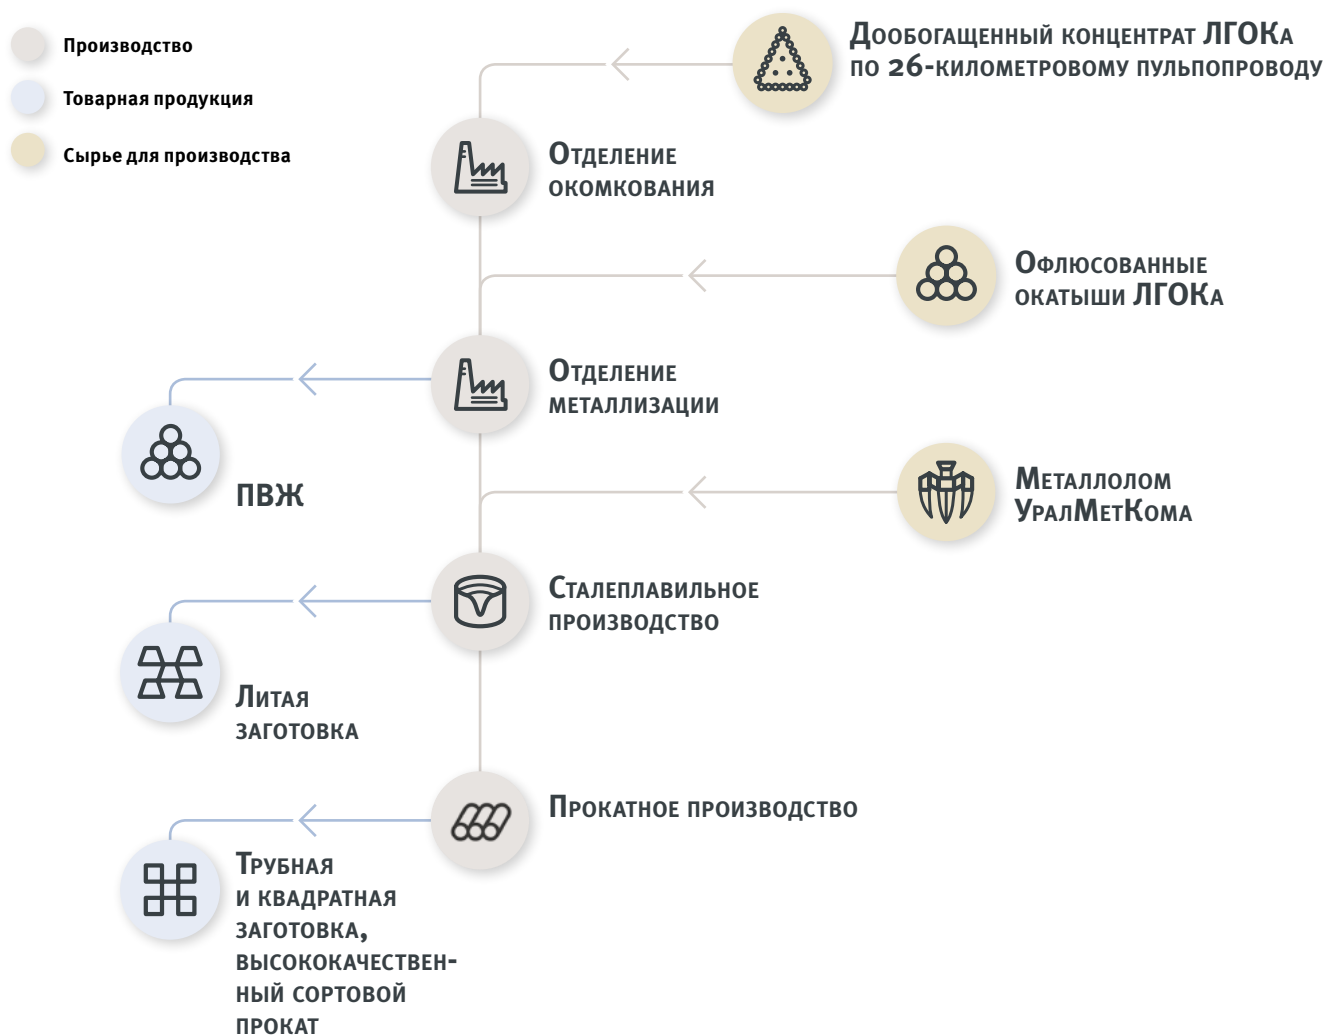 Производство
Товарная продукция
Сырье для производства
Дообогащенный концентрат ЛГОКа
по 26-километровому пульпопроводу
Отделение
окомкования
Офлюсованные
окатыши ЛГОКа
Отделение
металлизации
ПВЖ
Металлолом
УралМетКома
Сталеплавильное
производство
Литая
заготовка
Прокатное производство
Трубная
и квадратная
заготовка,
высококачествен-
ный сортовой
прокат